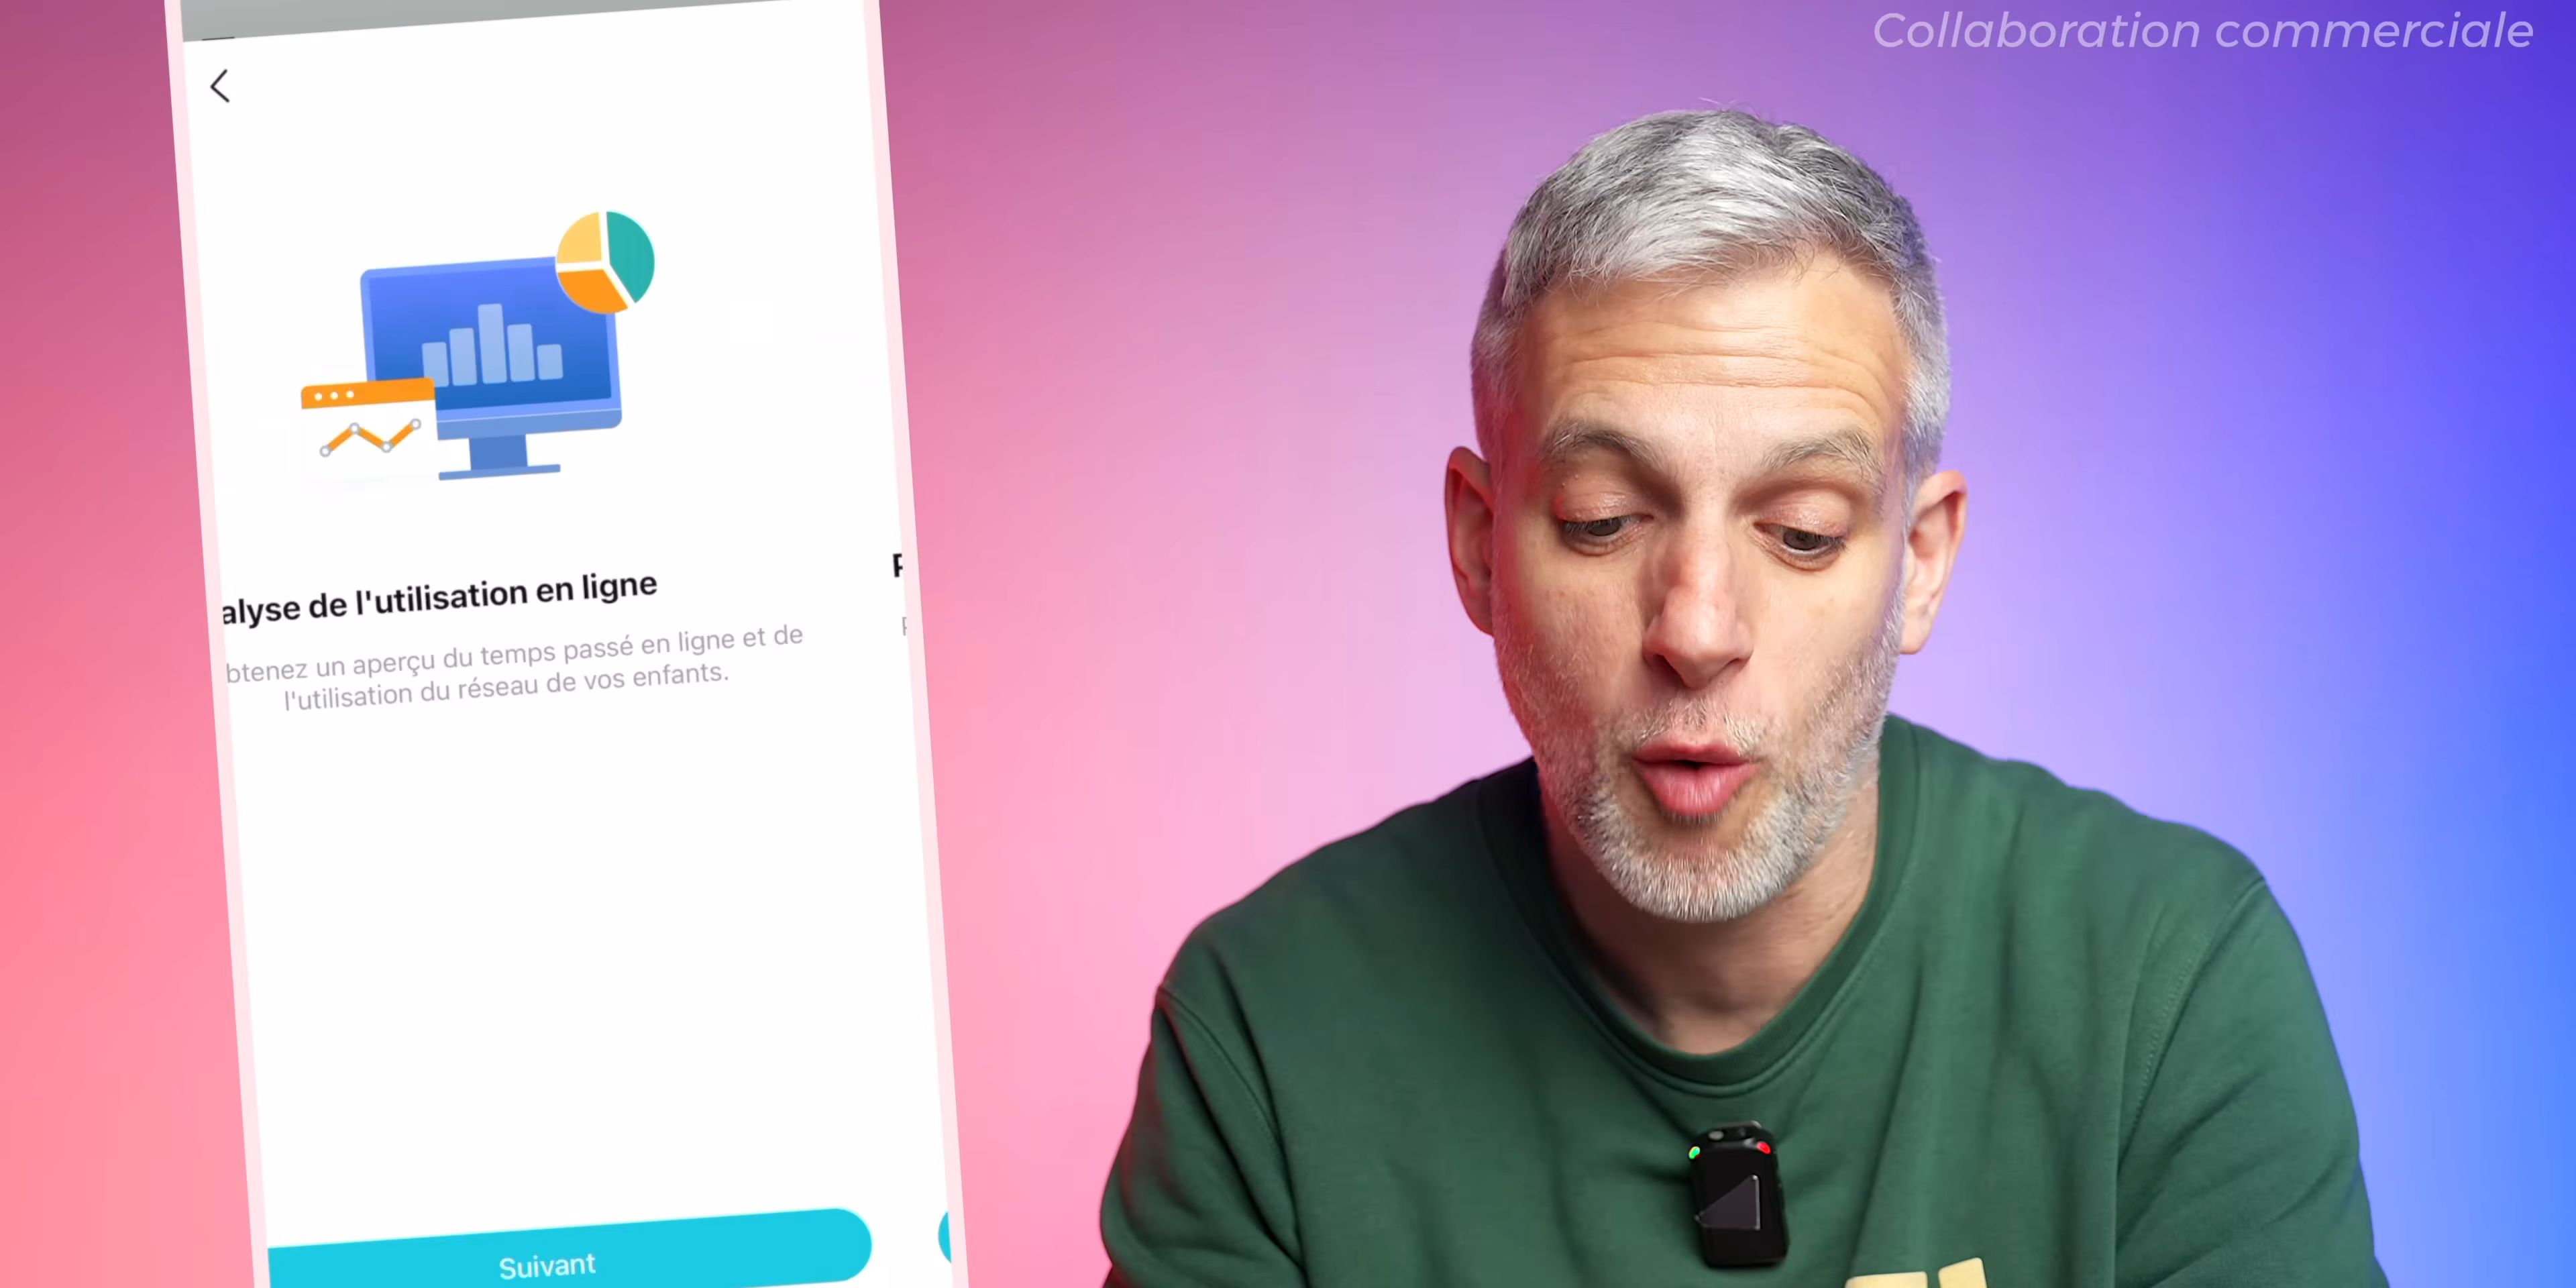 Collaboration commerciale
alyse de l'utilisation en ligne
btenez un aperçu du temps passé en ligne et de
l'utilisation du réseau de vos enfants.
Suivant